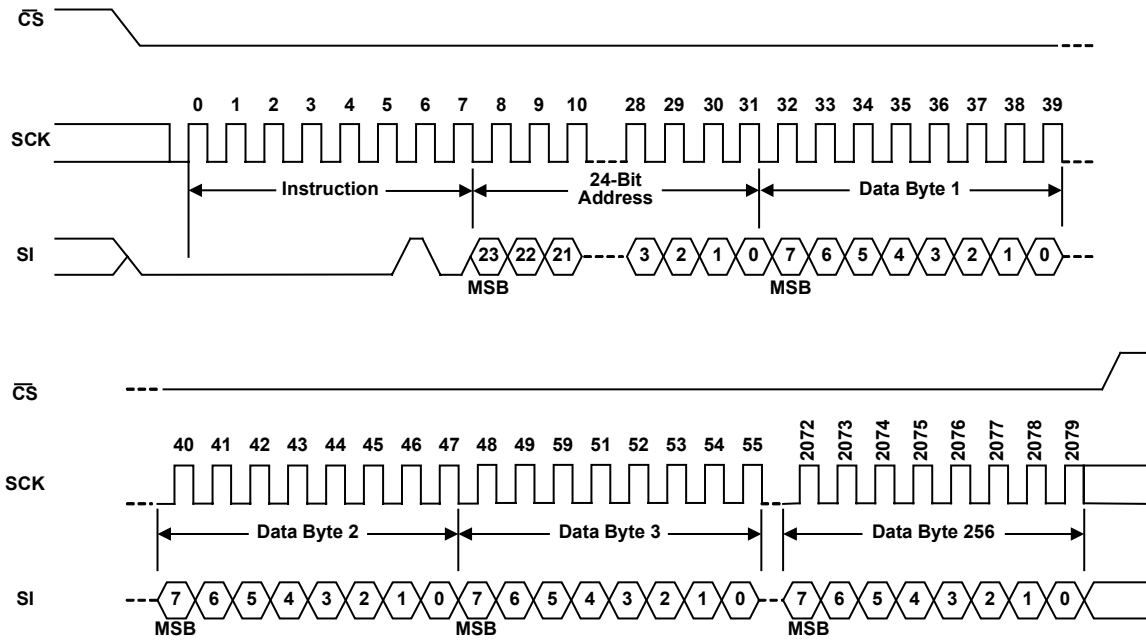 CS
0 1 2 3 4 5 6 7 8 9 10 28 29 30 31 32 33 34 35 36 37 38 39
SCK
Instruction 24-Bit Address Data Byte 1
SI
23 22 21 3 2 1 0 7 6 5 4 3 2 1 0
MSB MSB
CS
40 41 42 43 44 45 46 47 48 49 59 51 52 53 54 55 2072 2073 2074 2075 2076 2077 2078 2079
SCK
Data Byte 2 Data Byte 3 Data Byte 256
SI
7 6 5 4 3 2 1 0 7 6 5 4 3 2 1 0 7 6 5 4 3 2 1 0
MSB MSB MSB